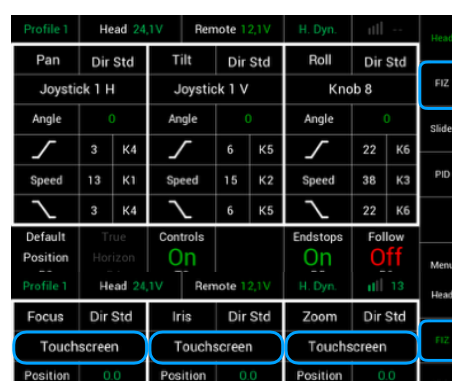 Profile 1 Head 24,1V Remote 12,1V H. Dyn. -- Head
Pan Dir Std Tilt Dir Std Roll Dir Std
Joystick 1 H Joystick 1 V Knob 8 FIZ
Angle 0 Angle 0 Angle 0
3 K4 6 K5 22 K6 Slide
Speed 13 K1 Speed 15 K2 Speed 38 K3 PID
3 K4 6 K5 22 K6
Default True Controls Endstops Follow
Position Horizon On On Off
Menu
Profile 1 Head 24,1V Remote 12,1V H. Dyn. 13 Head
Focus Dir Std Iris Dir Std Zoom Dir Std
Touchscreen Touchscreen Touchscreen FIZ
Position 0.0 Position 0.0 Position 0.0